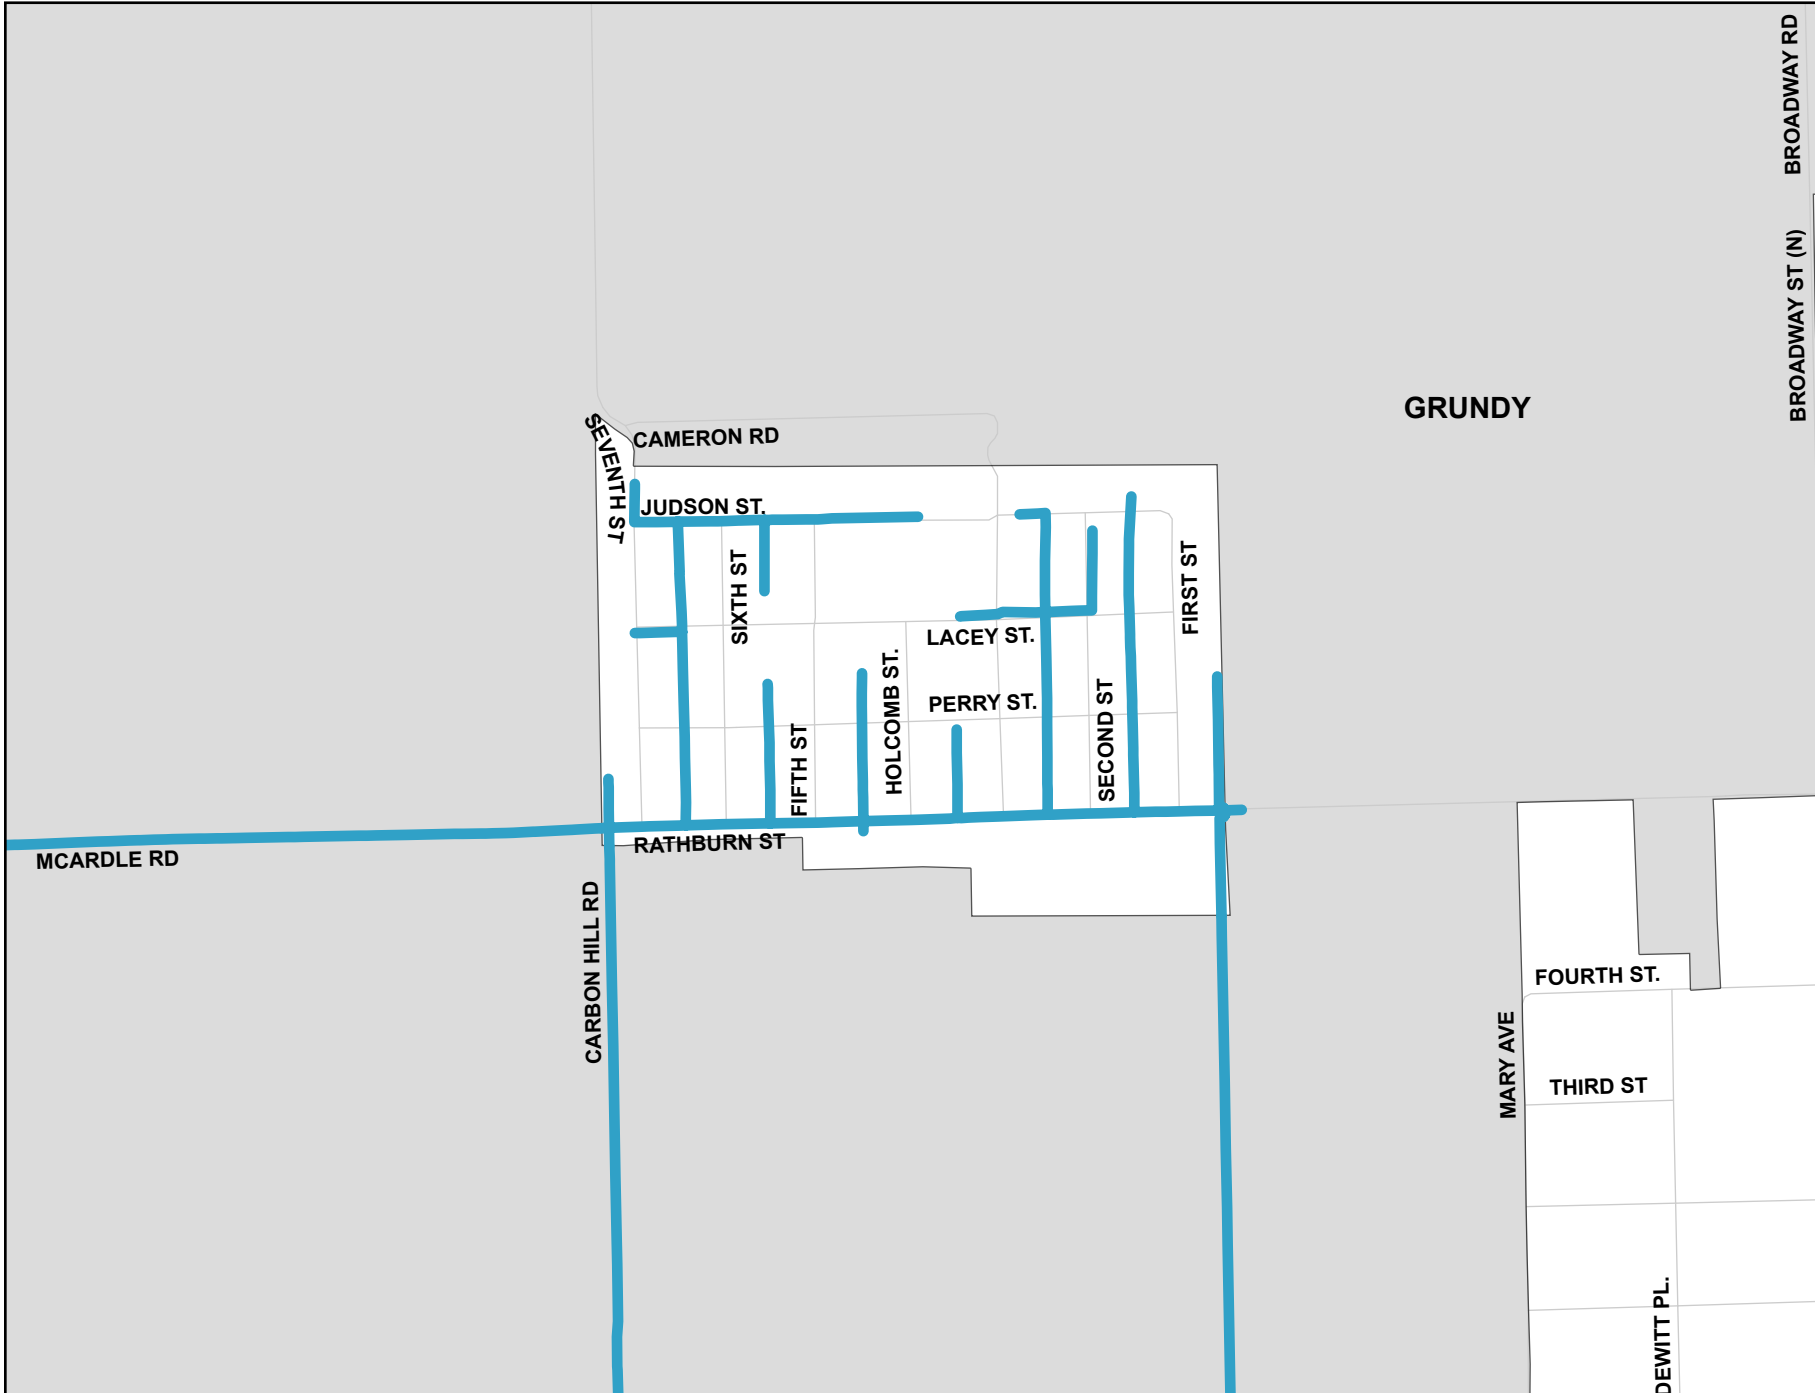 BROADWAY RD
BROADWAY ST (N)
GRUNDY
SEVENTH ST
CAMERON RD
JUDSON ST.
SIXTH ST
FIRST ST
LACEY ST.
HOLCOMB ST.
PERRY ST.
SECOND ST
FIFTH ST
RATHBURN ST
MCARDLE RD
CARBON HILL RD
FOURTH ST.
MARY AVE
THIRD ST
DEWITT PL.